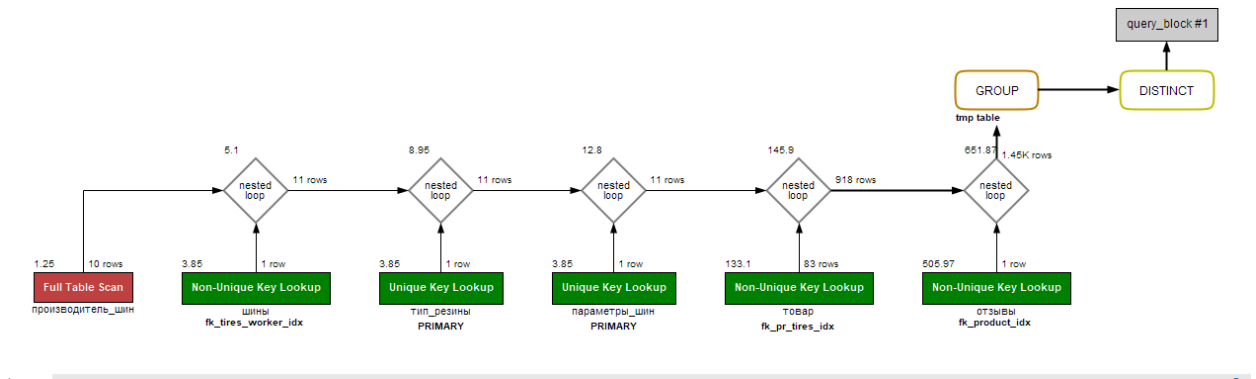 query_block #1
GROUP
DISTINCT
tmp table
5.1
8.95
12.8
145.9
651.87
1.45K rows
nested loop
11 rows
nested loop
11 rows
nested loop
11 rows
nested loop
918 rows
nested loop
1.25
10 rows
3.85
1 row
3.85
1 row
3.85
1 row
133.1
83 rows
505.97
1 row
Full Table Scan
Non-Unique Key Lookup
Unique Key Lookup
Unique Key Lookup
Non-Unique Key Lookup
Non-Unique Key Lookup
производитель_шин
шины
тип_резины
параметры_шин
товар
отзывы
fk_tires_worker_idx
PRIMARY
PRIMARY
fk_pr_tires_idx
fk_product_idx